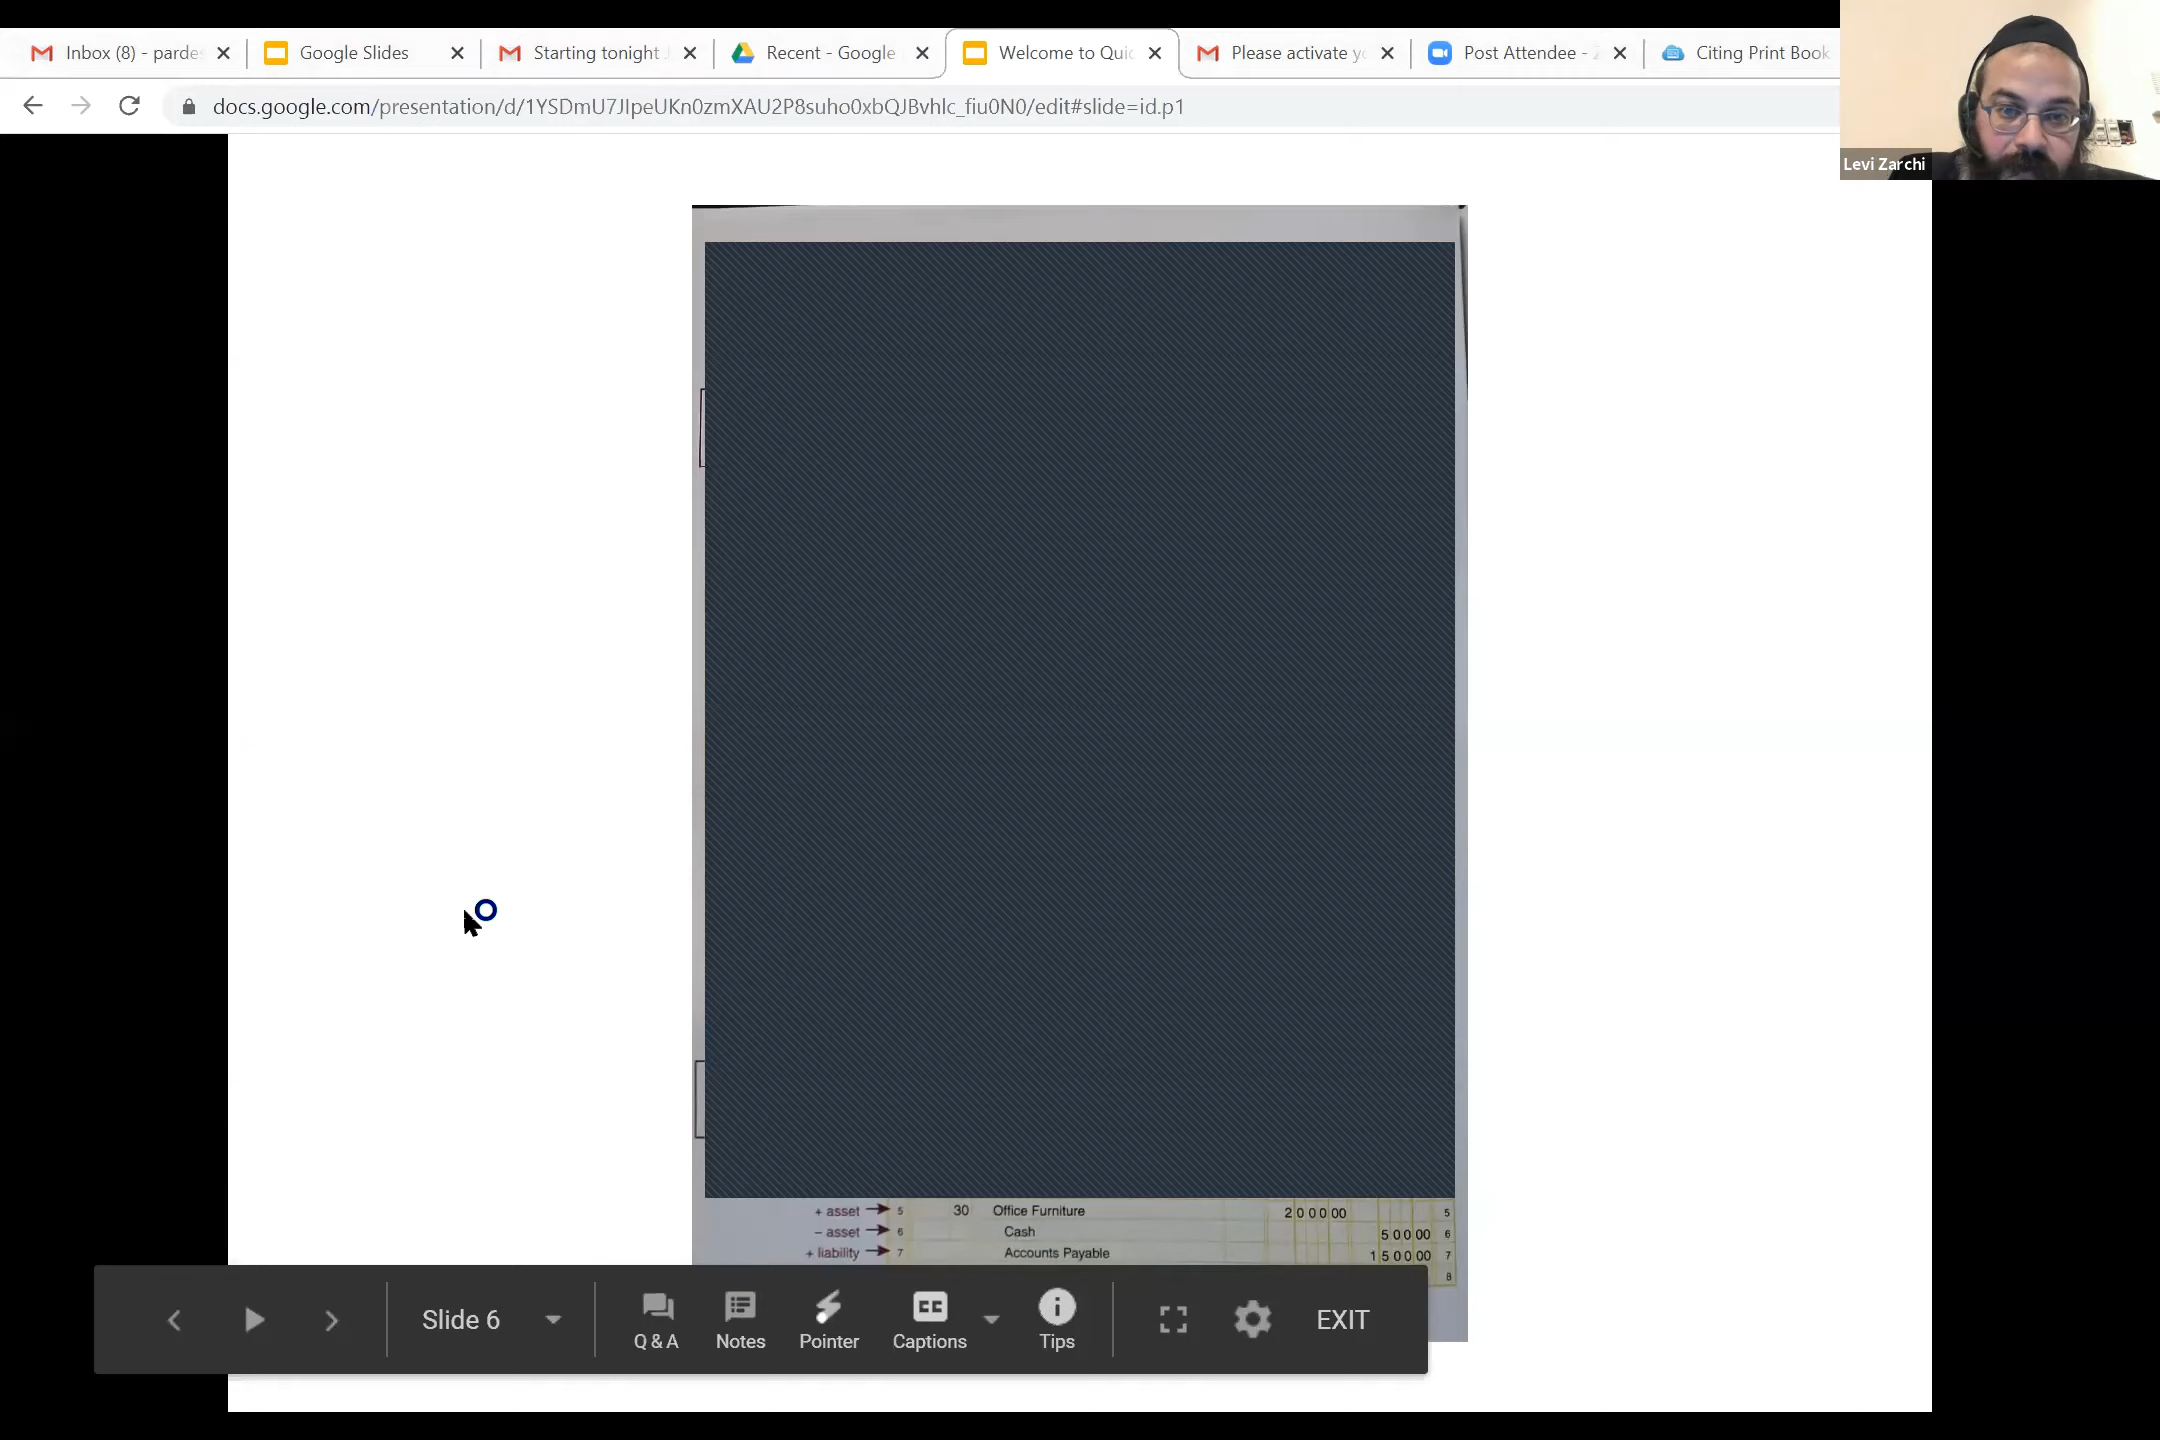 Inbox (8) - parde
Google Slides
Starting tonight
Recent - Google
Welcome to Quic
Please activate yo
Post Attendee -
Citing Print Book
docs.google.com/presentation/d/1YSDmU7JIpeUKn0zmXAU2P8suho0xbQJBvhlc_fiu0N0/edit#slide=id.p1
Levi Zarchi
+ asset 5 30 Office Furniture 2 0 0 0 00 5
– asset 6 Cash 5 0 0 00 6
+ liability 7 Accounts Payable 1 5 0 0 00 7
8
Slide 6
Q & A
Notes
Pointer
CC
Captions
Tips
EXIT